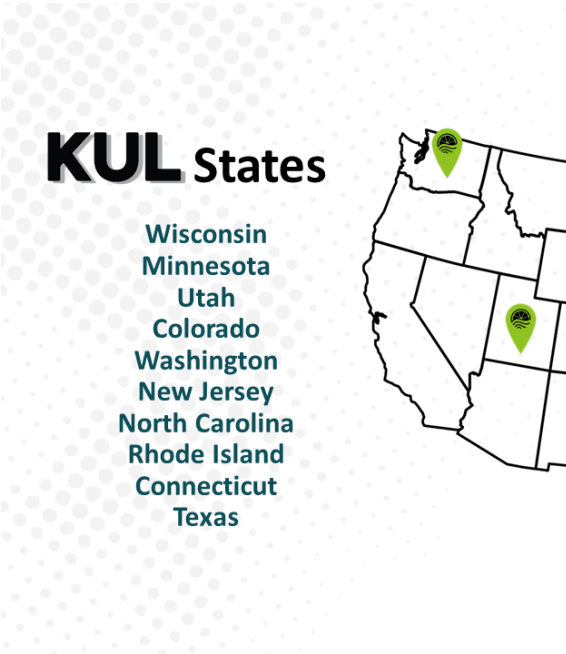 KUL States
Wisconsin
Minnesota
Utah
Colorado
Washington
New Jersey
North Carolina
Rhode Island
Connecticut
Texas